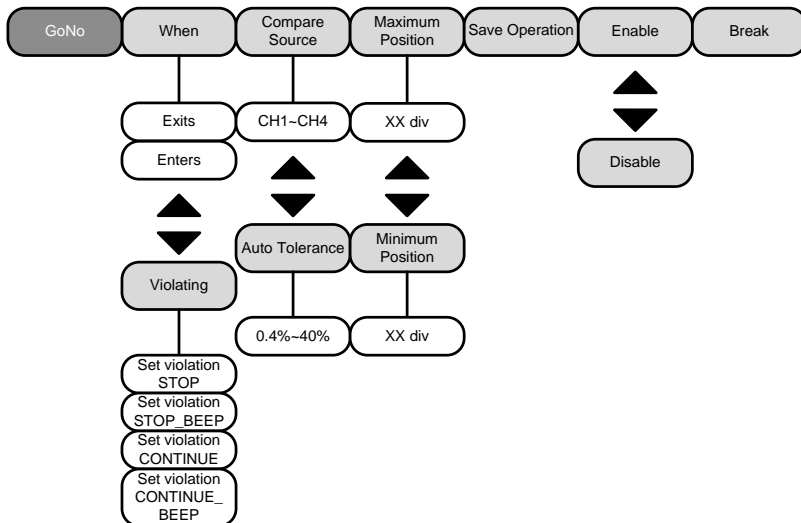 GoNo
When
Compare
Source
Maximum
Position
Save Operation
Enable
Break
Exits
Enters
CH1~CH4
XX div
Disable
Violating
Auto Tolerance
Minimum
Position
0.4%~40%
XX div
Set violation
STOP
Set violation
STOP_BEEP
Set violation
CONTINUE
Set violation
CONTINUE_
BEEP